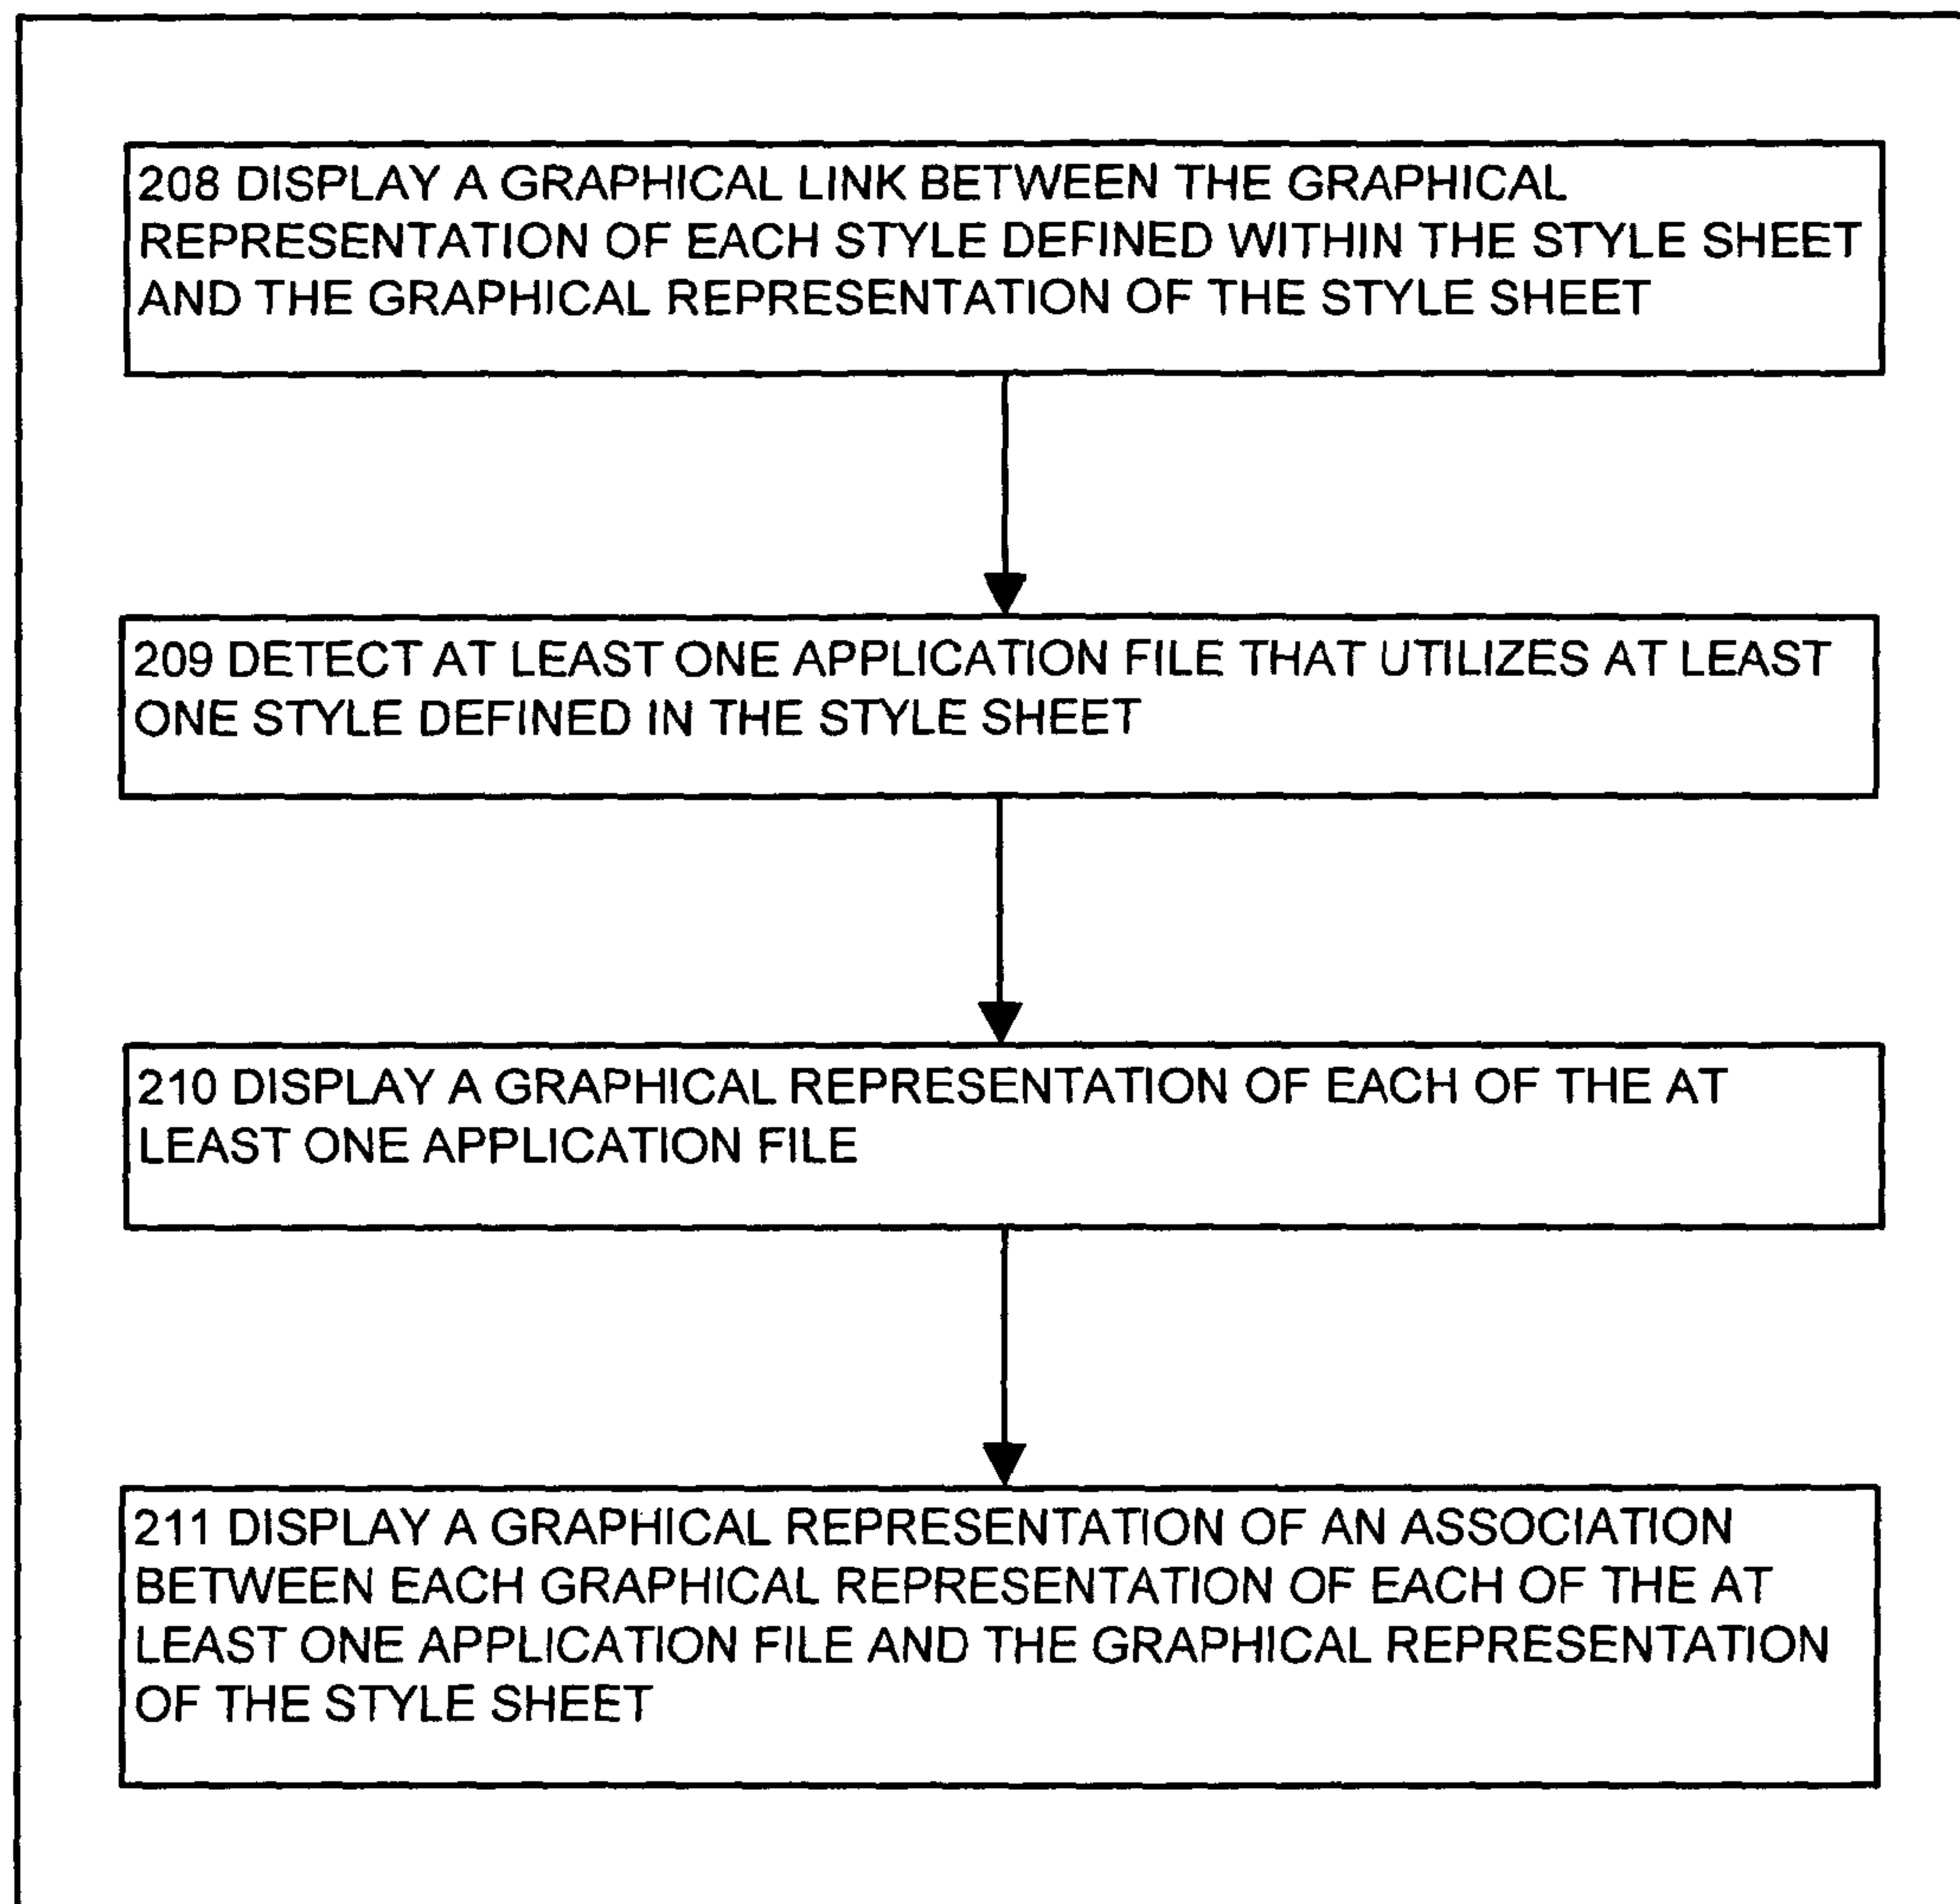 208 DISPLAY A GRAPHICAL LINK BETWEEN THE GRAPHICAL
REPRESENTATION OF EACH STYLE DEFINED WITHIN THE STYLE SHEET
AND THE GRAPHICAL REPRESENTATION OF THE STYLE SHEET
209 DETECT AT LEAST ONE APPLICATION FILE THAT UTILIZES AT LEAST
ONE STYLE DEFINED IN THE STYLE SHEET
210 DISPLAY A GRAPHICAL REPRESENTATION OF EACH OF THE AT
LEAST ONE APPLICATION FILE
211 DISPLAY A GRAPHICAL REPRESENTATION OF AN ASSOCIATION
BETWEEN EACH GRAPHICAL REPRESENTATION OF EACH OF THE AT
LEAST ONE APPLICATION FILE AND THE GRAPHICAL REPRESENTATION
OF THE STYLE SHEET